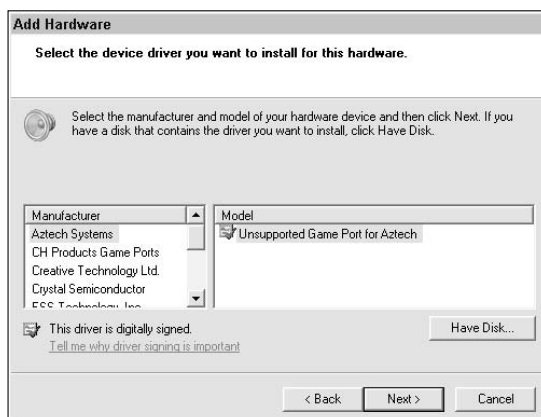 Add Hardware
Select the device driver you want to install for this hardware.
Select the manufacturer and model of your hardware device and then click Next. If you
have a disk that contains the driver you want to install, click Have Disk.
Manufacturer
Model
Aztech Systems
Unsupported Game Port for Aztech
CH Products Game Ports
Creative Technology Ltd.
Crystal Semiconductor
ESS Technology, Inc.
This driver is digitally signed.
Have Disk...
Tell me why driver signing is important
< Back
Next >
Cancel